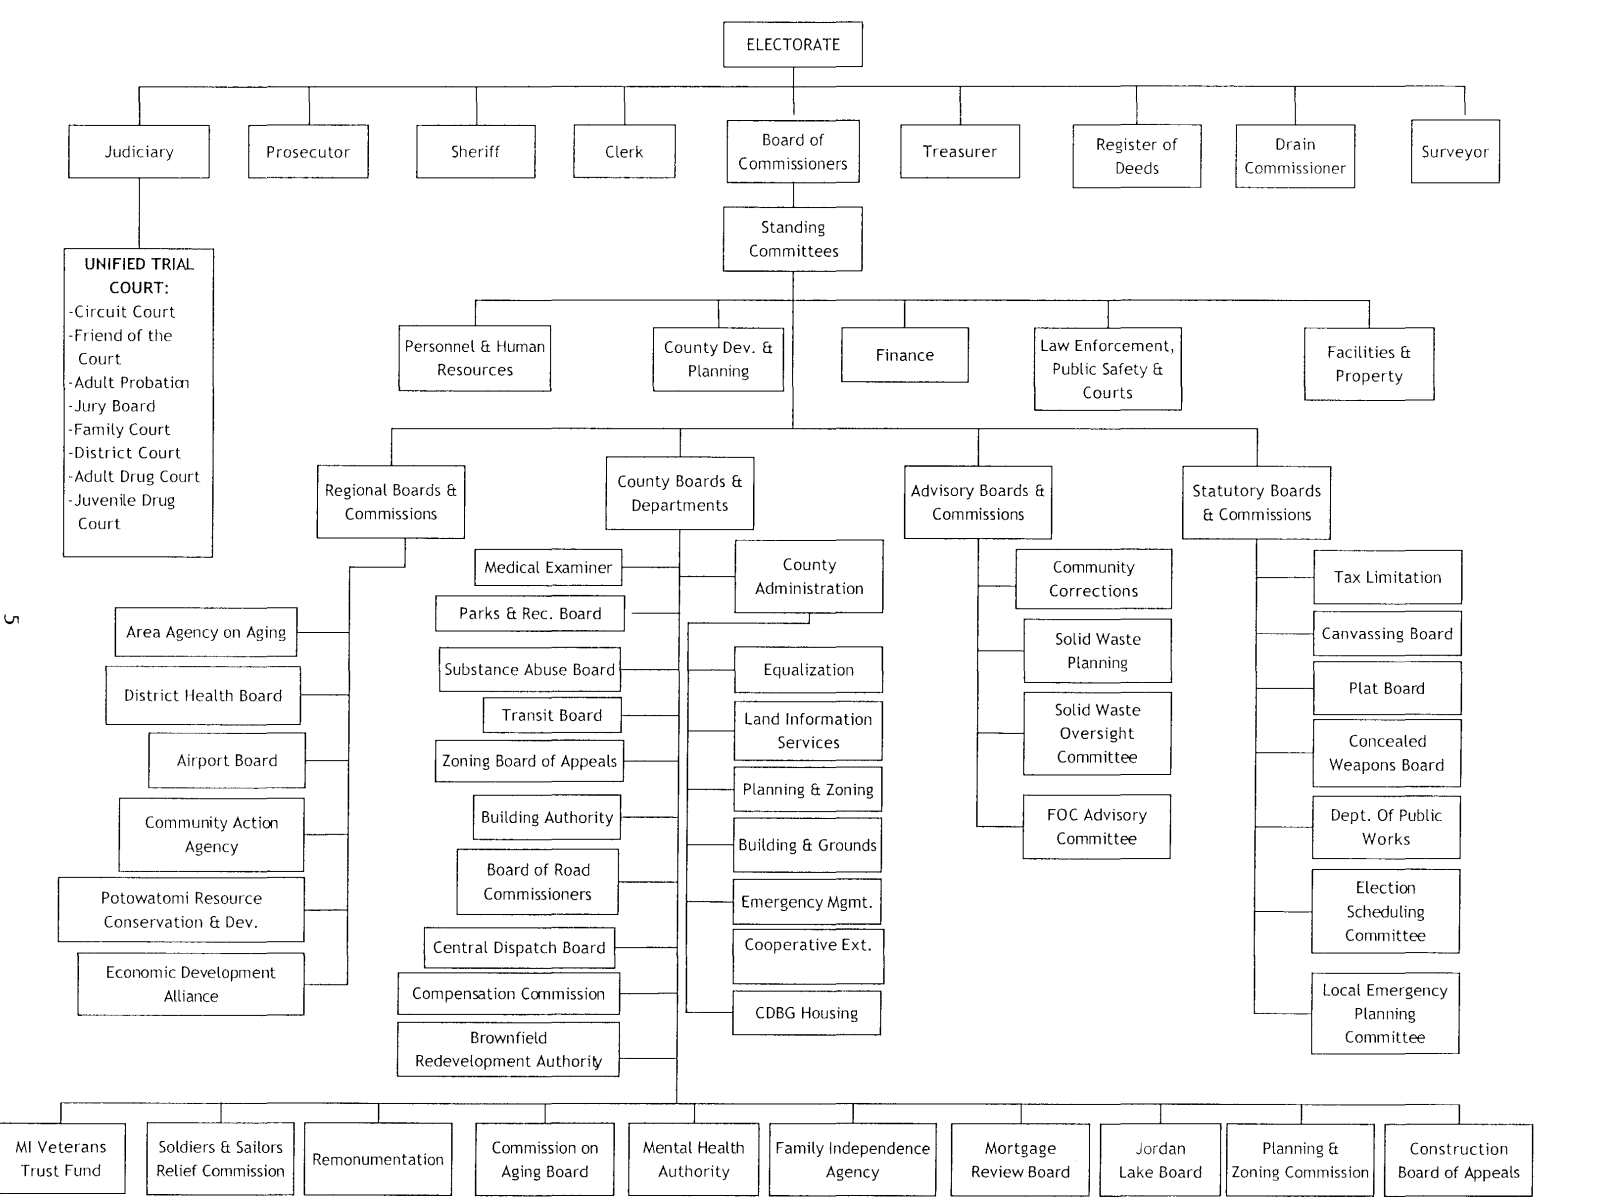 ELECTORATE
Judiciary
Prosecutor
Sheriff
Clerk
Board of
Commissioners
Treasurer
Register of
Deeds
Drain
Commissioner
Surveyor
Standing
Committees
UNIFIED TRIAL
COURT:
-Circuit Court
-Friend of the
Court
-Adult Probation
-Jury Board
-Family Court
-District Court
-Adult Drug Court
-Juvenile Drug
Court
Personnel & Human
Resources
County Dev. &
Planning
Finance
Law Enforcement,
Public Safety &
Courts
Facilities &
Property
Regional Boards &
Commissions
County Boards &
Departments
Advisory Boards &
Commissions
Statutory Boards
& Commissions
Area Agency on Aging
District Health Board
Airport Board
Community Action
Agency
Potowatomi Resource
Conservation & Dev.
Economic Development
Alliance
Medical Examiner
Parks & Rec. Board
Substance Abuse Board
Transit Board
Zoning Board of Appeals
Building Authority
Board of Road
Commissioners
Central Dispatch Board
Compensation Commission
Brownfield
Redevelopment Authority
County
Administration
Equalization
Land Information
Services
Planning & Zoning
Building & Grounds
Emergency Mgmt.
Cooperative Ext.
CDBG Housing
Community
Corrections
Solid Waste
Planning
Solid Waste
Oversight
Committee
FOC Advisory
Committee
Tax Limitation
Canvassing Board
Plat Board
Concealed
Weapons Board
Dept. Of Public
Works
Election
Scheduling
Committee
Local Emergency
Planning
Committee
MI Veterans
Trust Fund
Soldiers & Sailors
Relief Commission
Remonumentation
Commission on
Aging Board
Mental Health
Authority
Family Independence
Agency
Mortgage
Review Board
Jordan
Lake Board
Planning &
Zoning Commission
Construction
Board of Appeals
5